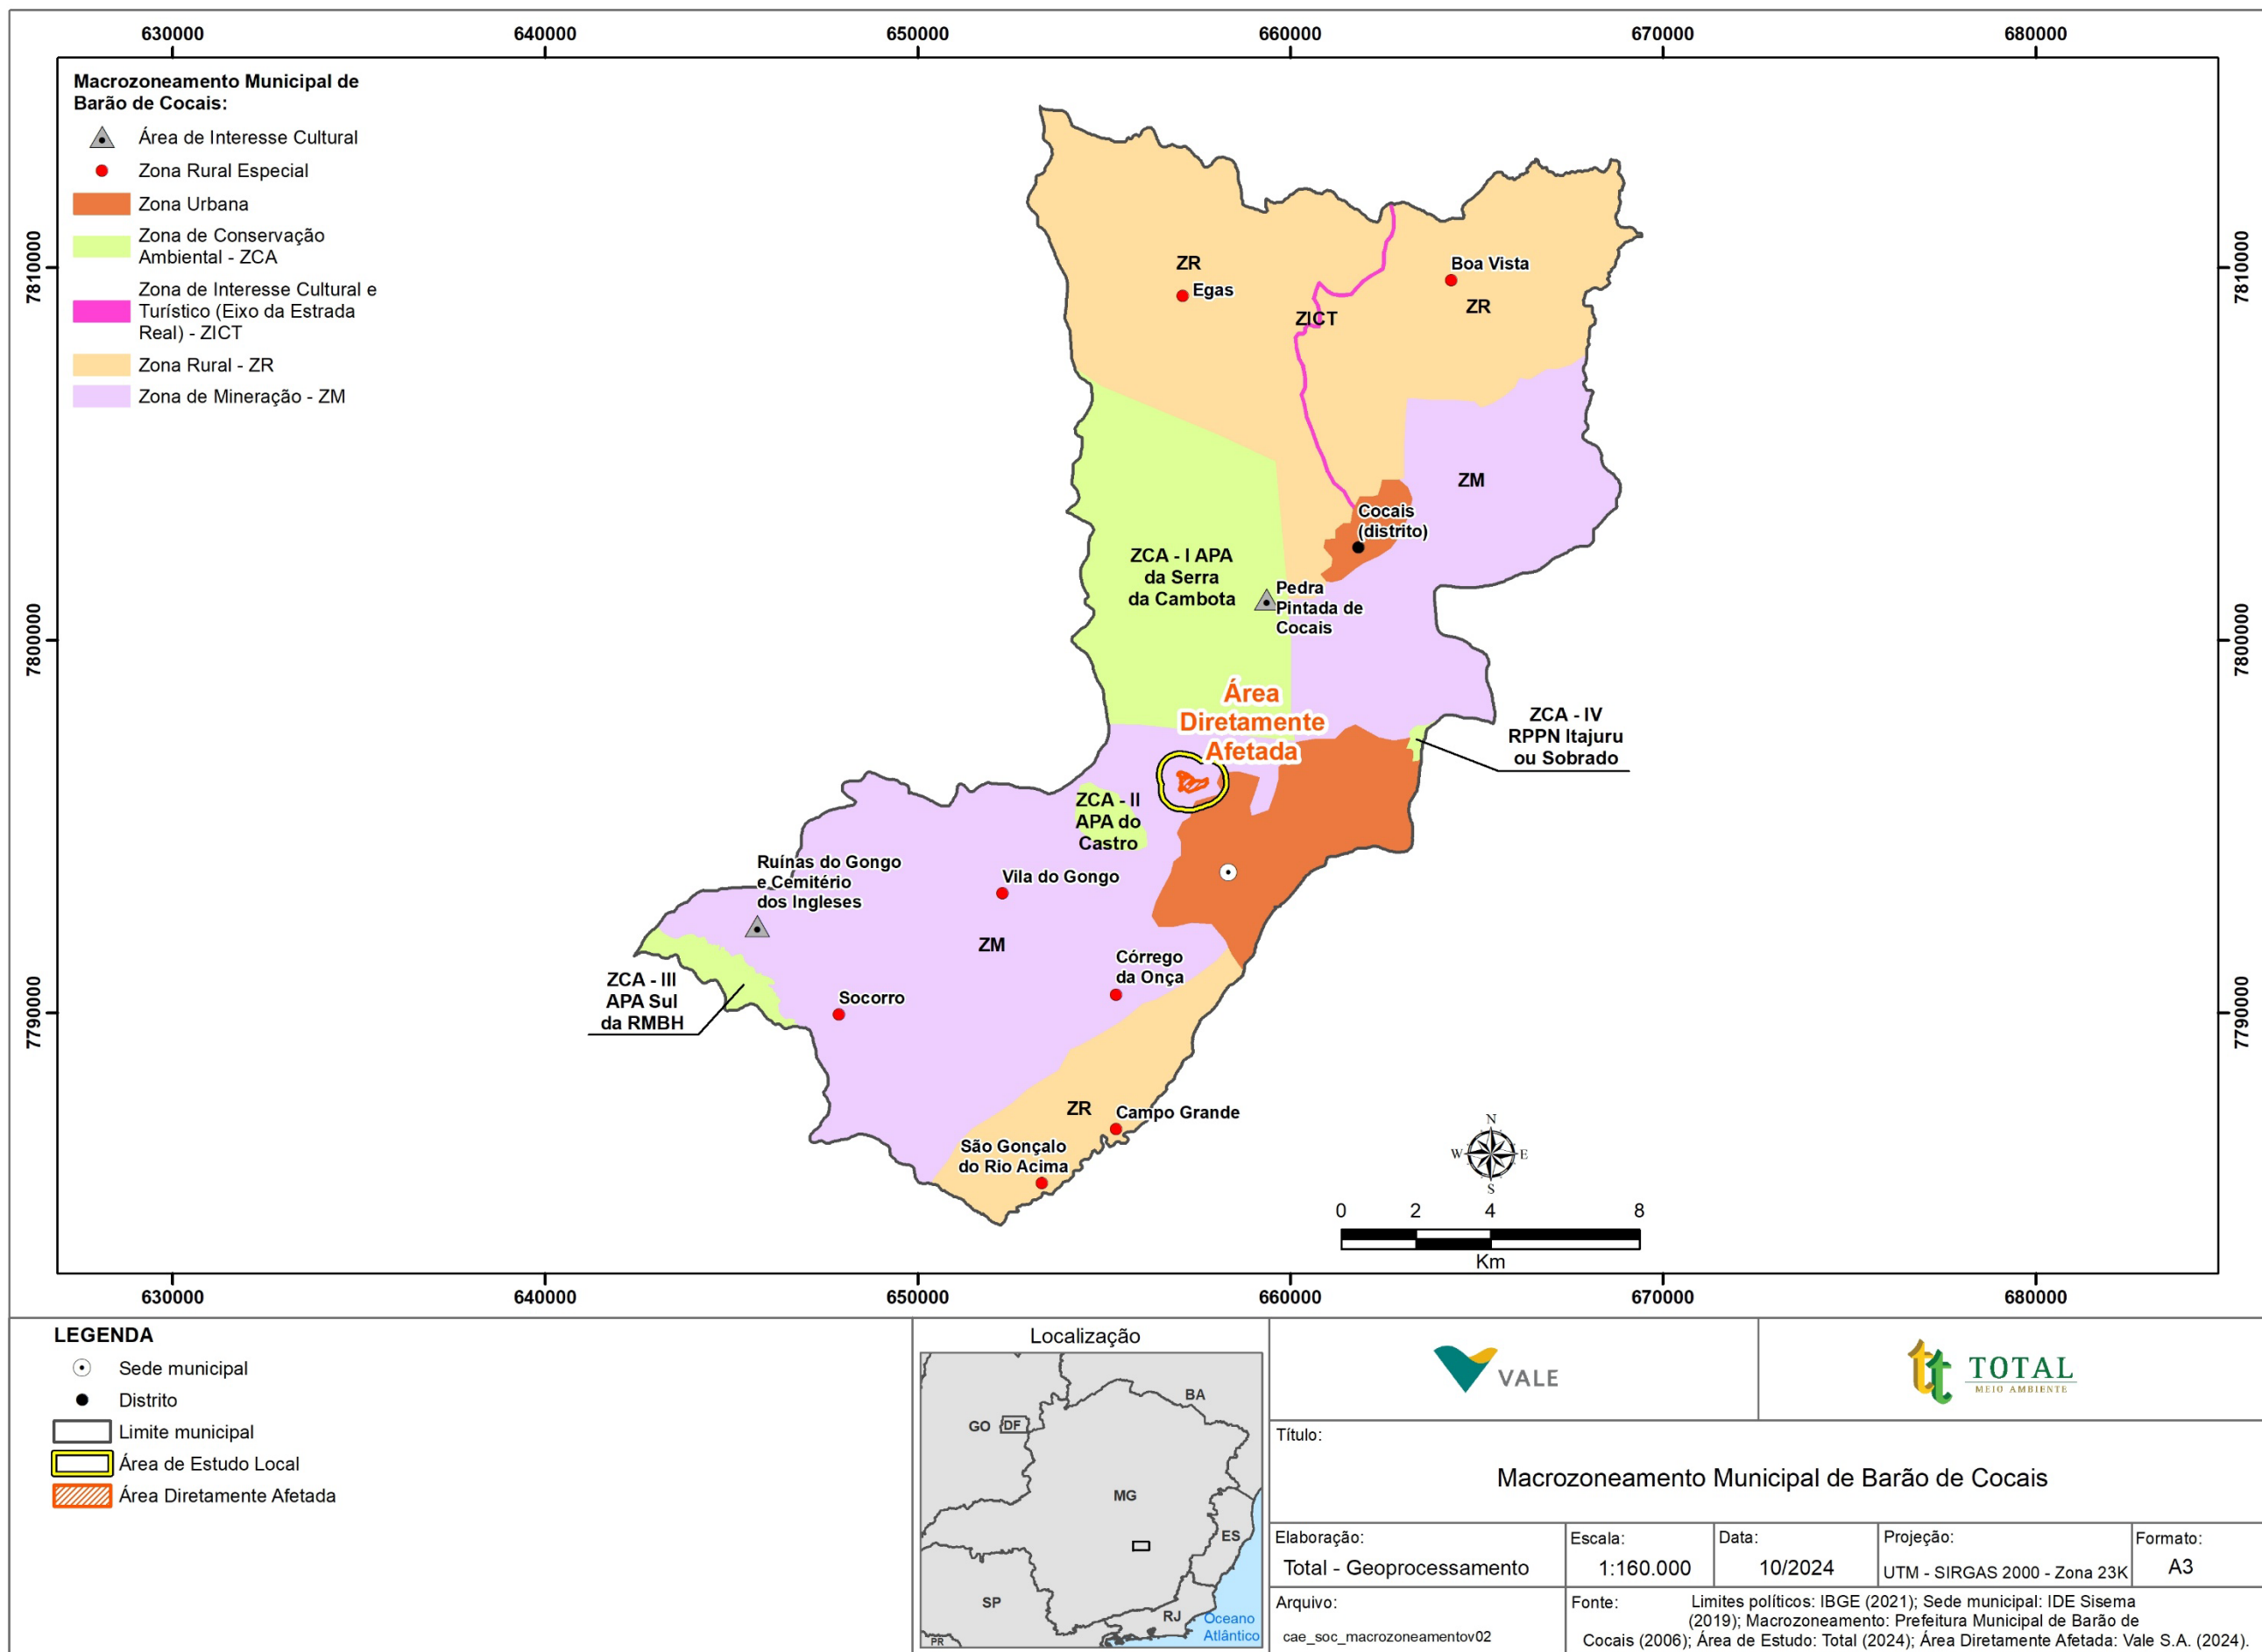 630000 640000 650000 660000 670000 680000
Macrozoneamento Municipal de
Barão de Cocais:
Área de Interesse Cultural
Zona Rural Especial
Zona Urbana
Zona de Conservação
Ambiental - ZCA
Zona de Interesse Cultural e
Turístico (Eixo da Estrada
Real) - ZICT
Zona Rural - ZR
Zona de Mineração - ZM
7810000
7800000
7790000
7810000
7800000
7790000
ZR
Egas
Boa Vista
ZR
ZICT
ZM
Cocais
(distrito)
ZCA - I APA
da Serra
da Cambota
Pedra
Pintada de
Cocais
Área
Diretamente
Afetada
ZCA - IV
RPPN Itajuru
ou Sobrado
ZCA - II
APA do
Castro
Ruínas do Gongo
e Cemitério
dos Ingleses
Vila do Gongo
ZM
Córrego
da Onça
ZCA - III
APA Sul
da RMBH
Socorro
ZR
Campo Grande
São Gonçalo
do Rio Acima
N
W E
S
0 2 4 8
Km
630000 640000 650000 660000 670000 680000
LEGENDA
Sede municipal
Distrito
Limite municipal
Área de Estudo Local
Área Diretamente Afetada
Localização
BA
GO DF
MG
ES
SP
RJ
PR
Oceano
Atlântico
VALE
TOTAL
MEIO AMBIENTE
Título:
Macrozoneamento Municipal de Barão de Cocais
Elaboração:
Total - Geoprocessamento
Escala:
1:160.000
Data:
10/2024
Projeção:
UTM - SIRGAS 2000 - Zona 23K
Formato:
A3
Arquivo:
cae_soc_macrozoneamentov02
Fonte: Limites políticos: IBGE (2021); Sede municipal: IDE Sisema
(2019); Macrozoneamento: Prefeitura Municipal de Barão de
Cocais (2006); Área de Estudo: Total (2024); Área Diretamente Afetada: Vale S.A. (2024).